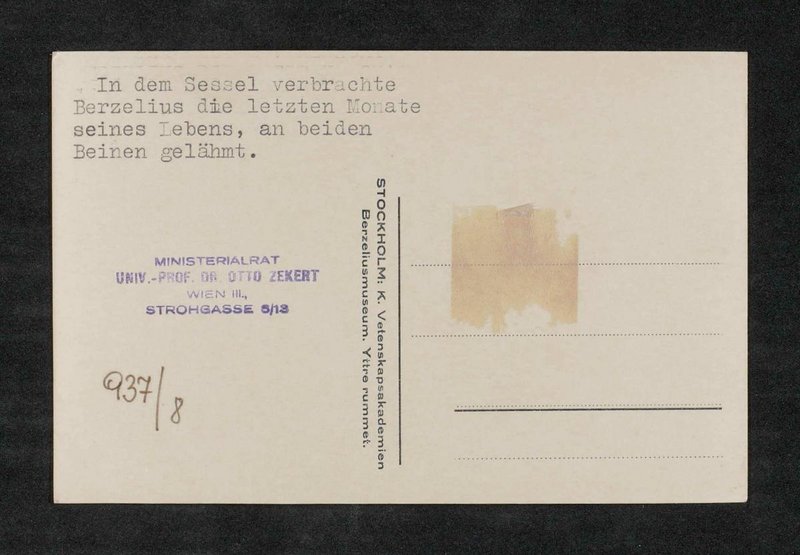 In dem Sessel verbrachte
Berzelius die letzten Monate
seines Lebens, an beiden
Beinen gelähmt.
MINISTERIALRAT
UNIV.-PROF. DR. OTTO ZEKERT
WIEN III.,
STROHGASSE 5/13
937/8
STOCKHOLM: K. Vetenskapsakademien
Berzeliusmuseum. Yttre rummet.